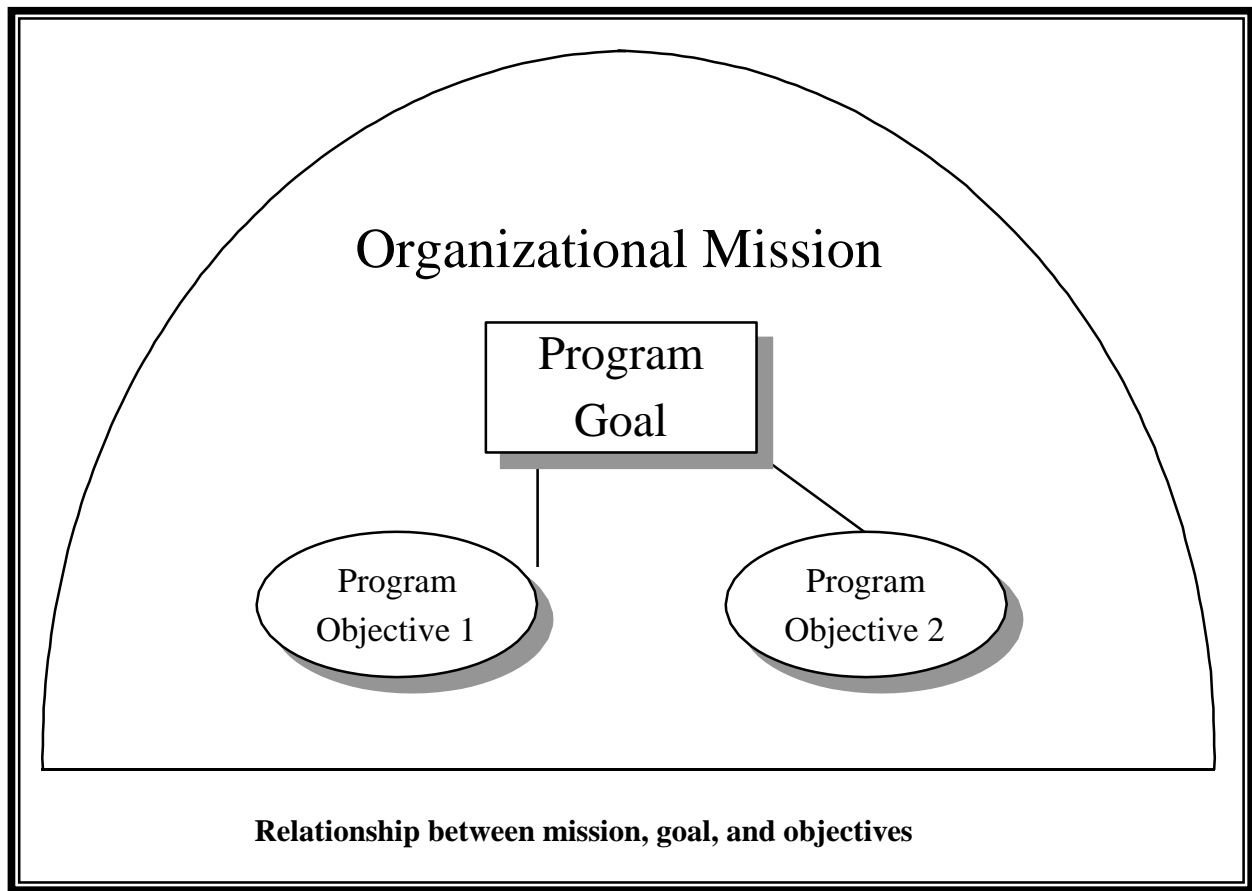 Organizational Mission
Program
Goal
Program
Objective 1
Program
Objective 2
Relationship between mission, goal, and objectives